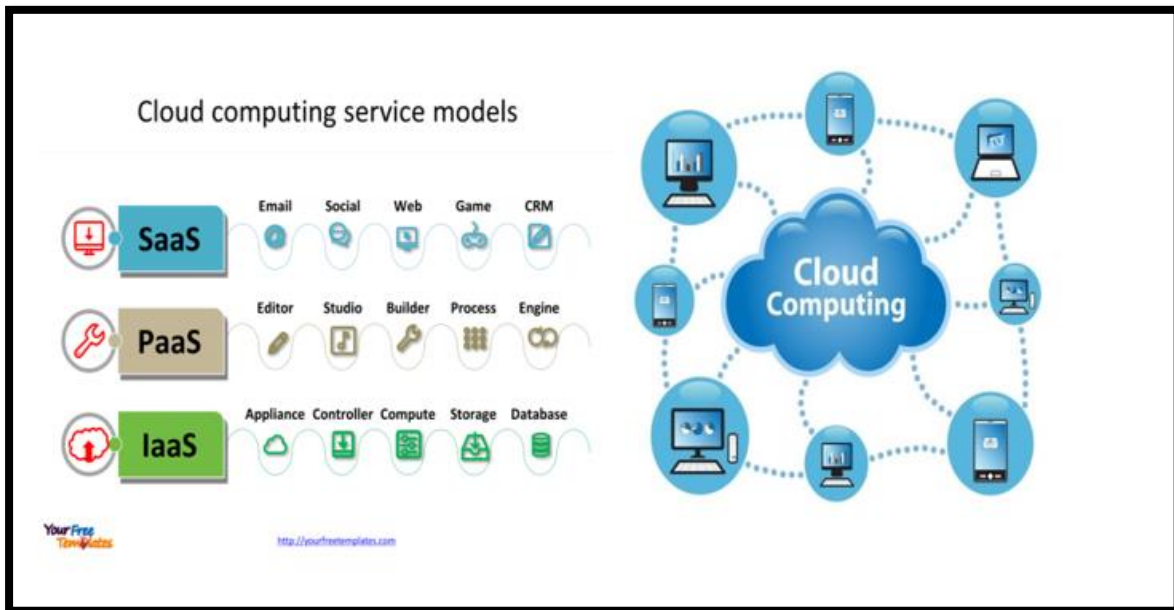 Cloud computing service models
SaaS
Email Social Web Game CRM
PaaS
Editor Studio Builder Process Engine
IaaS
Appliance Controller Compute Storage Database
Your Free
Templates
http://yourfreetemplates.com
Cloud
Computing